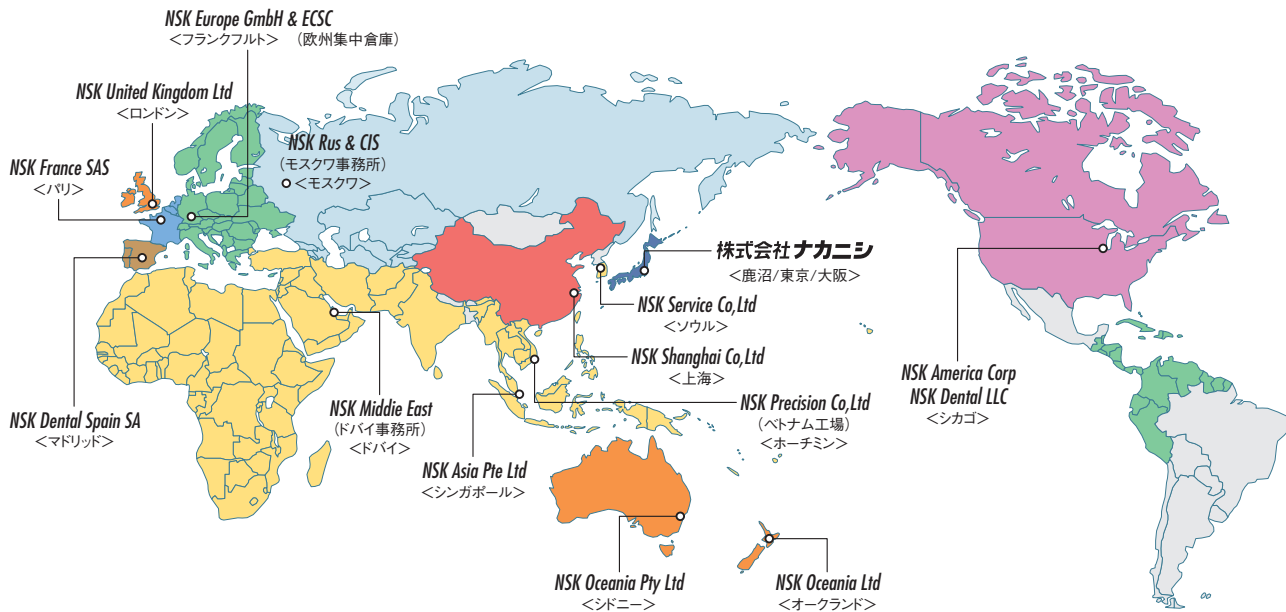 NSK Europe GmbH & ECSC
＜フランクフルト＞ （欧州集中倉庫）
NSK United Kingdom Ltd
＜ロンドン＞
NSK Rus & CIS
（モスクワ事務所）
＜モスクワ＞
NSK France SAS
＜パリ＞
株式会社ナカニシ
＜鹿沼/東京/大阪＞
NSK Service Co,Ltd
＜ソウル＞
NSK Shanghai Co,Ltd
＜上海＞
NSK America Corp
NSK Dental LLC
＜シカゴ＞
NSK Dental Spain SA
＜マドリッド＞
NSK Middie East
（ドバイ事務所）
＜ドバイ＞
NSK Precision Co,Ltd
（ベトナム工場）
＜ホーチミン＞
NSK Asia Pte Ltd
＜シンガポール＞
NSK Oceania Pty Ltd
＜シドニー＞
NSK Oceania Ltd
＜オークランド＞